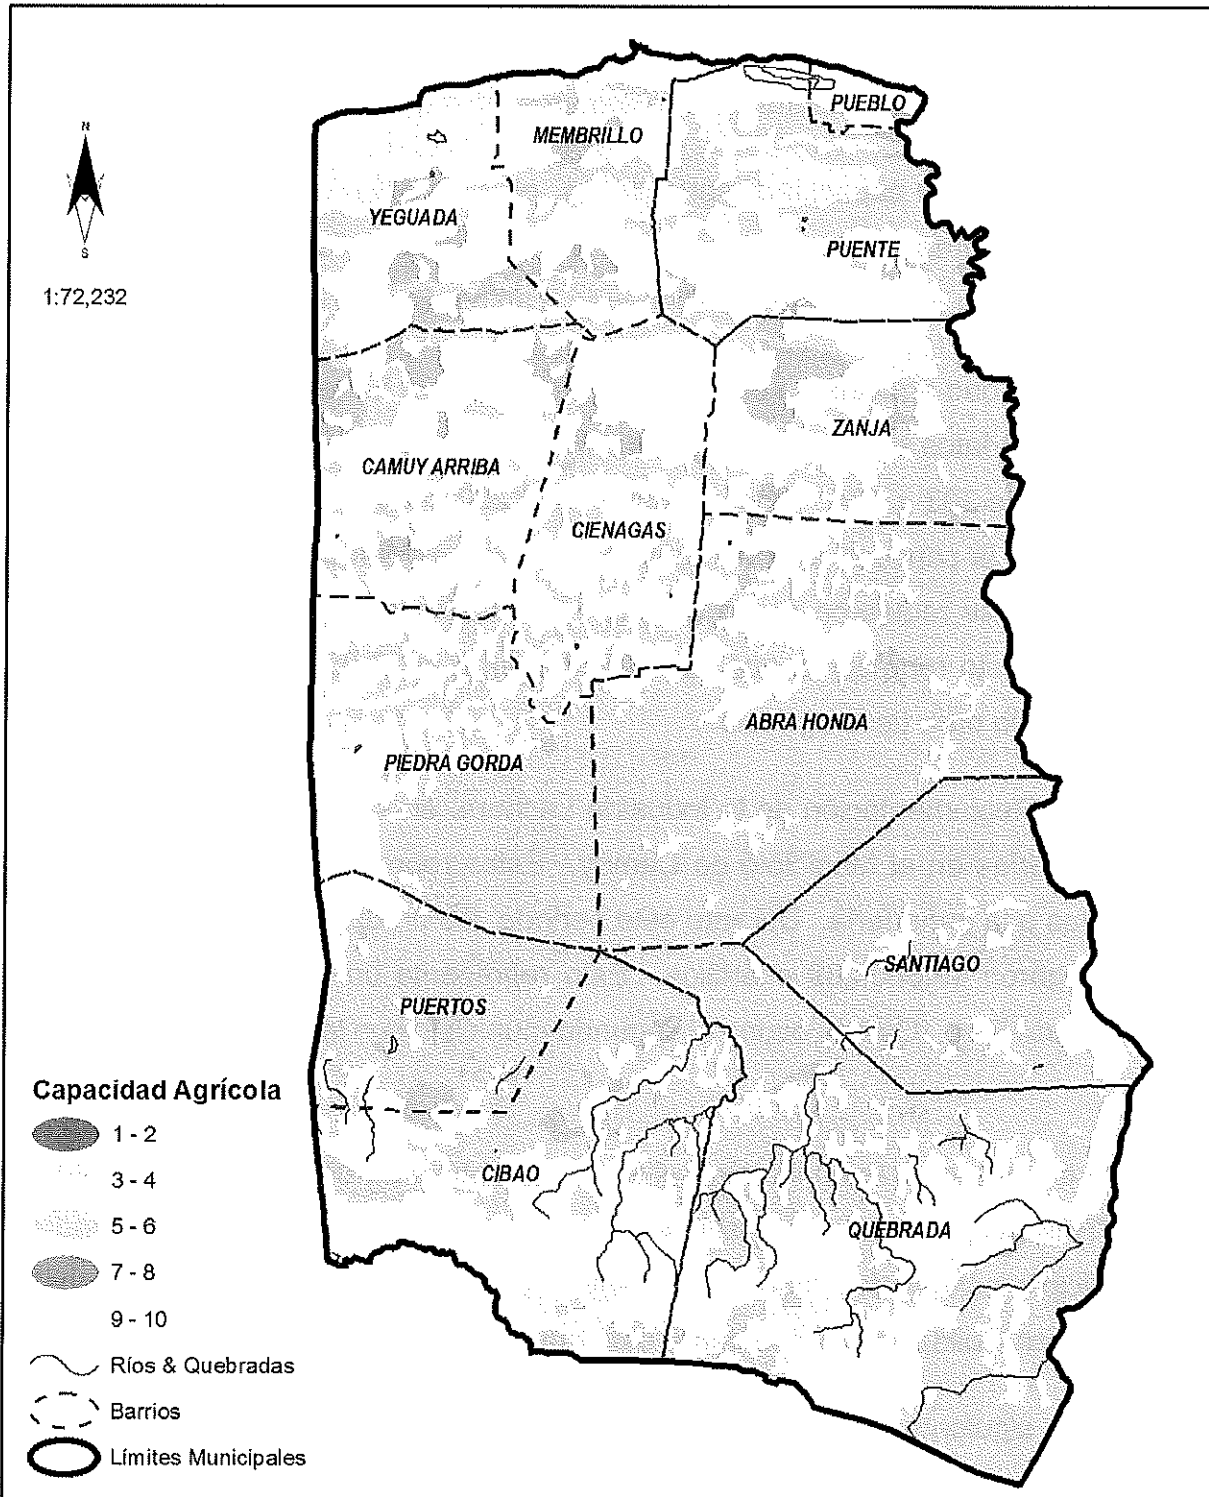 PUEBLO
MEMBRILLO
N
YEGUADA
PUENTE
S
1:72,232
ZANJA
CAMUY ARRIBA
CIENAGAS
ABRA HONDA
PIEDRA GORDA
SANTIAGO
PUERTOS
CIBAO
QUEBRADA
Capacidad Agrícola
1 - 2
3 - 4
5 - 6
7 - 8
9 - 10
Ríos & Quebradas
Barrios
Límites Municipales